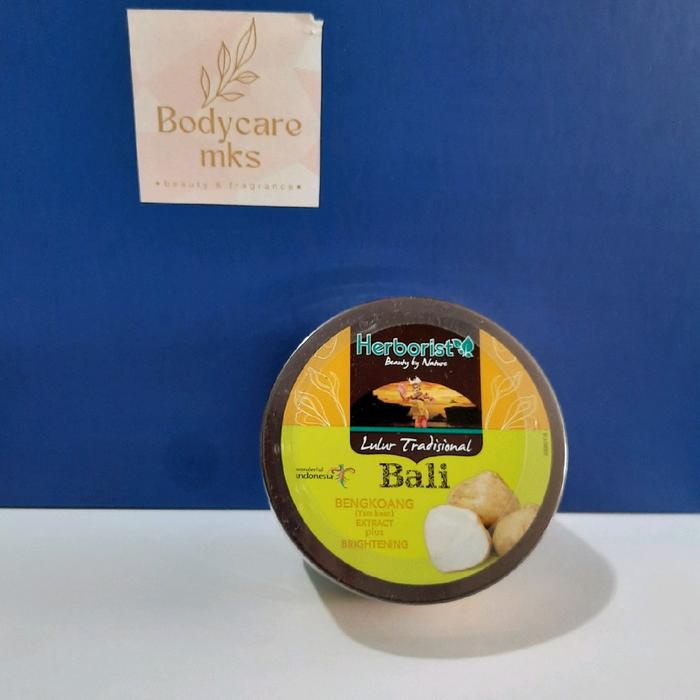 Bodycare
mks
beauty & fragrance
Herborist
Beauty by Nature
Lulur Tradisional
wonderful
indonesia
Bali
BENGKOANG
(Yam bean)
EXTRACT
plus
BRIGHTENING